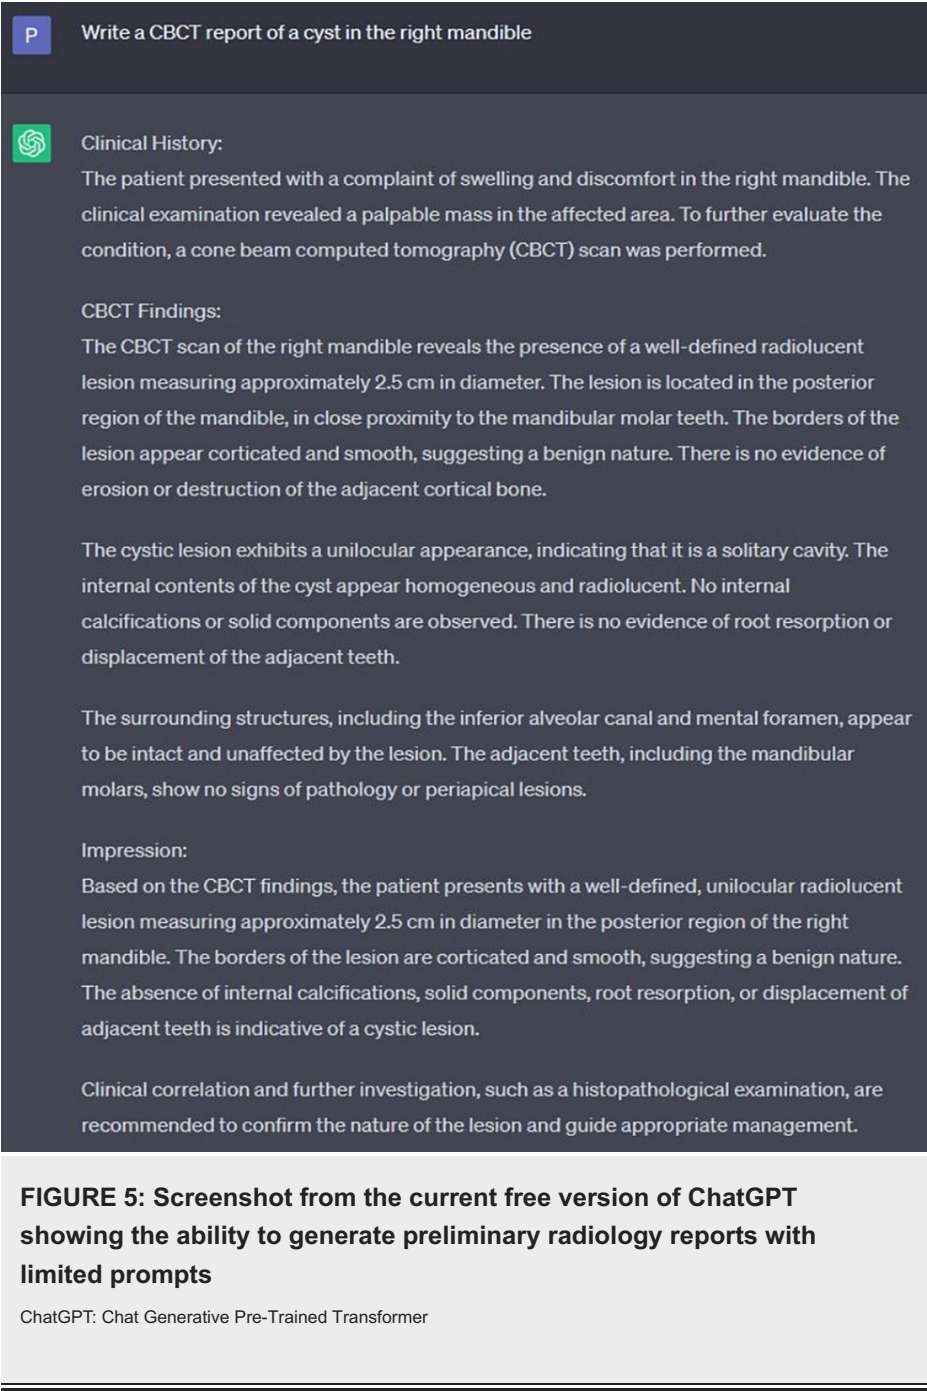 P
Write a CBCT report of a cyst in the right mandible
Clinical History:
The patient presented with a complaint of swelling and discomfort in the right mandible. The
clinical examination revealed a palpable mass in the affected area. To further evaluate the
condition, a cone beam computed tomography (CBCT) scan was performed.
CBCT Findings:
The CBCT scan of the right mandible reveals the presence of a well-defined radiolucent
lesion measuring approximately 2.5 cm in diameter. The lesion is located in the posterior
region of the mandible, in close proximity to the mandibular molar teeth. The borders of the
lesion appear corticated and smooth, suggesting a benign nature. There is no evidence of
erosion or destruction of the adjacent cortical bone.
The cystic lesion exhibits a unilocular appearance, indicating that it is a solitary cavity. The
internal contents of the cyst appear homogeneous and radiolucent. No internal
calcifications or solid components are observed. There is no evidence of root resorption or
displacement of the adjacent teeth.
The surrounding structures, including the inferior alveolar canal and mental foramen, appear
to be intact and unaffected by the lesion. The adjacent teeth, including the mandibular
molars, show no signs of pathology or periapical lesions.
Impression:
Based on the CBCT findings, the patient presents with a well-defined, unilocular radiolucent
lesion measuring approximately 2.5 cm in diameter in the posterior region of the right
mandible. The borders of the lesion are corticated and smooth, suggesting a benign nature.
The absence of internal calcifications, solid components, root resorption, or displacement of
adjacent teeth is indicative of a cystic lesion.
Clinical correlation and further investigation, such as a histopathological examination, are
recommended to confirm the nature of the lesion and guide appropriate management.
FIGURE 5: Screenshot from the current free version of ChatGPT
showing the ability to generate preliminary radiology reports with
limited prompts
ChatGPT: Chat Generative Pre-Trained Transformer